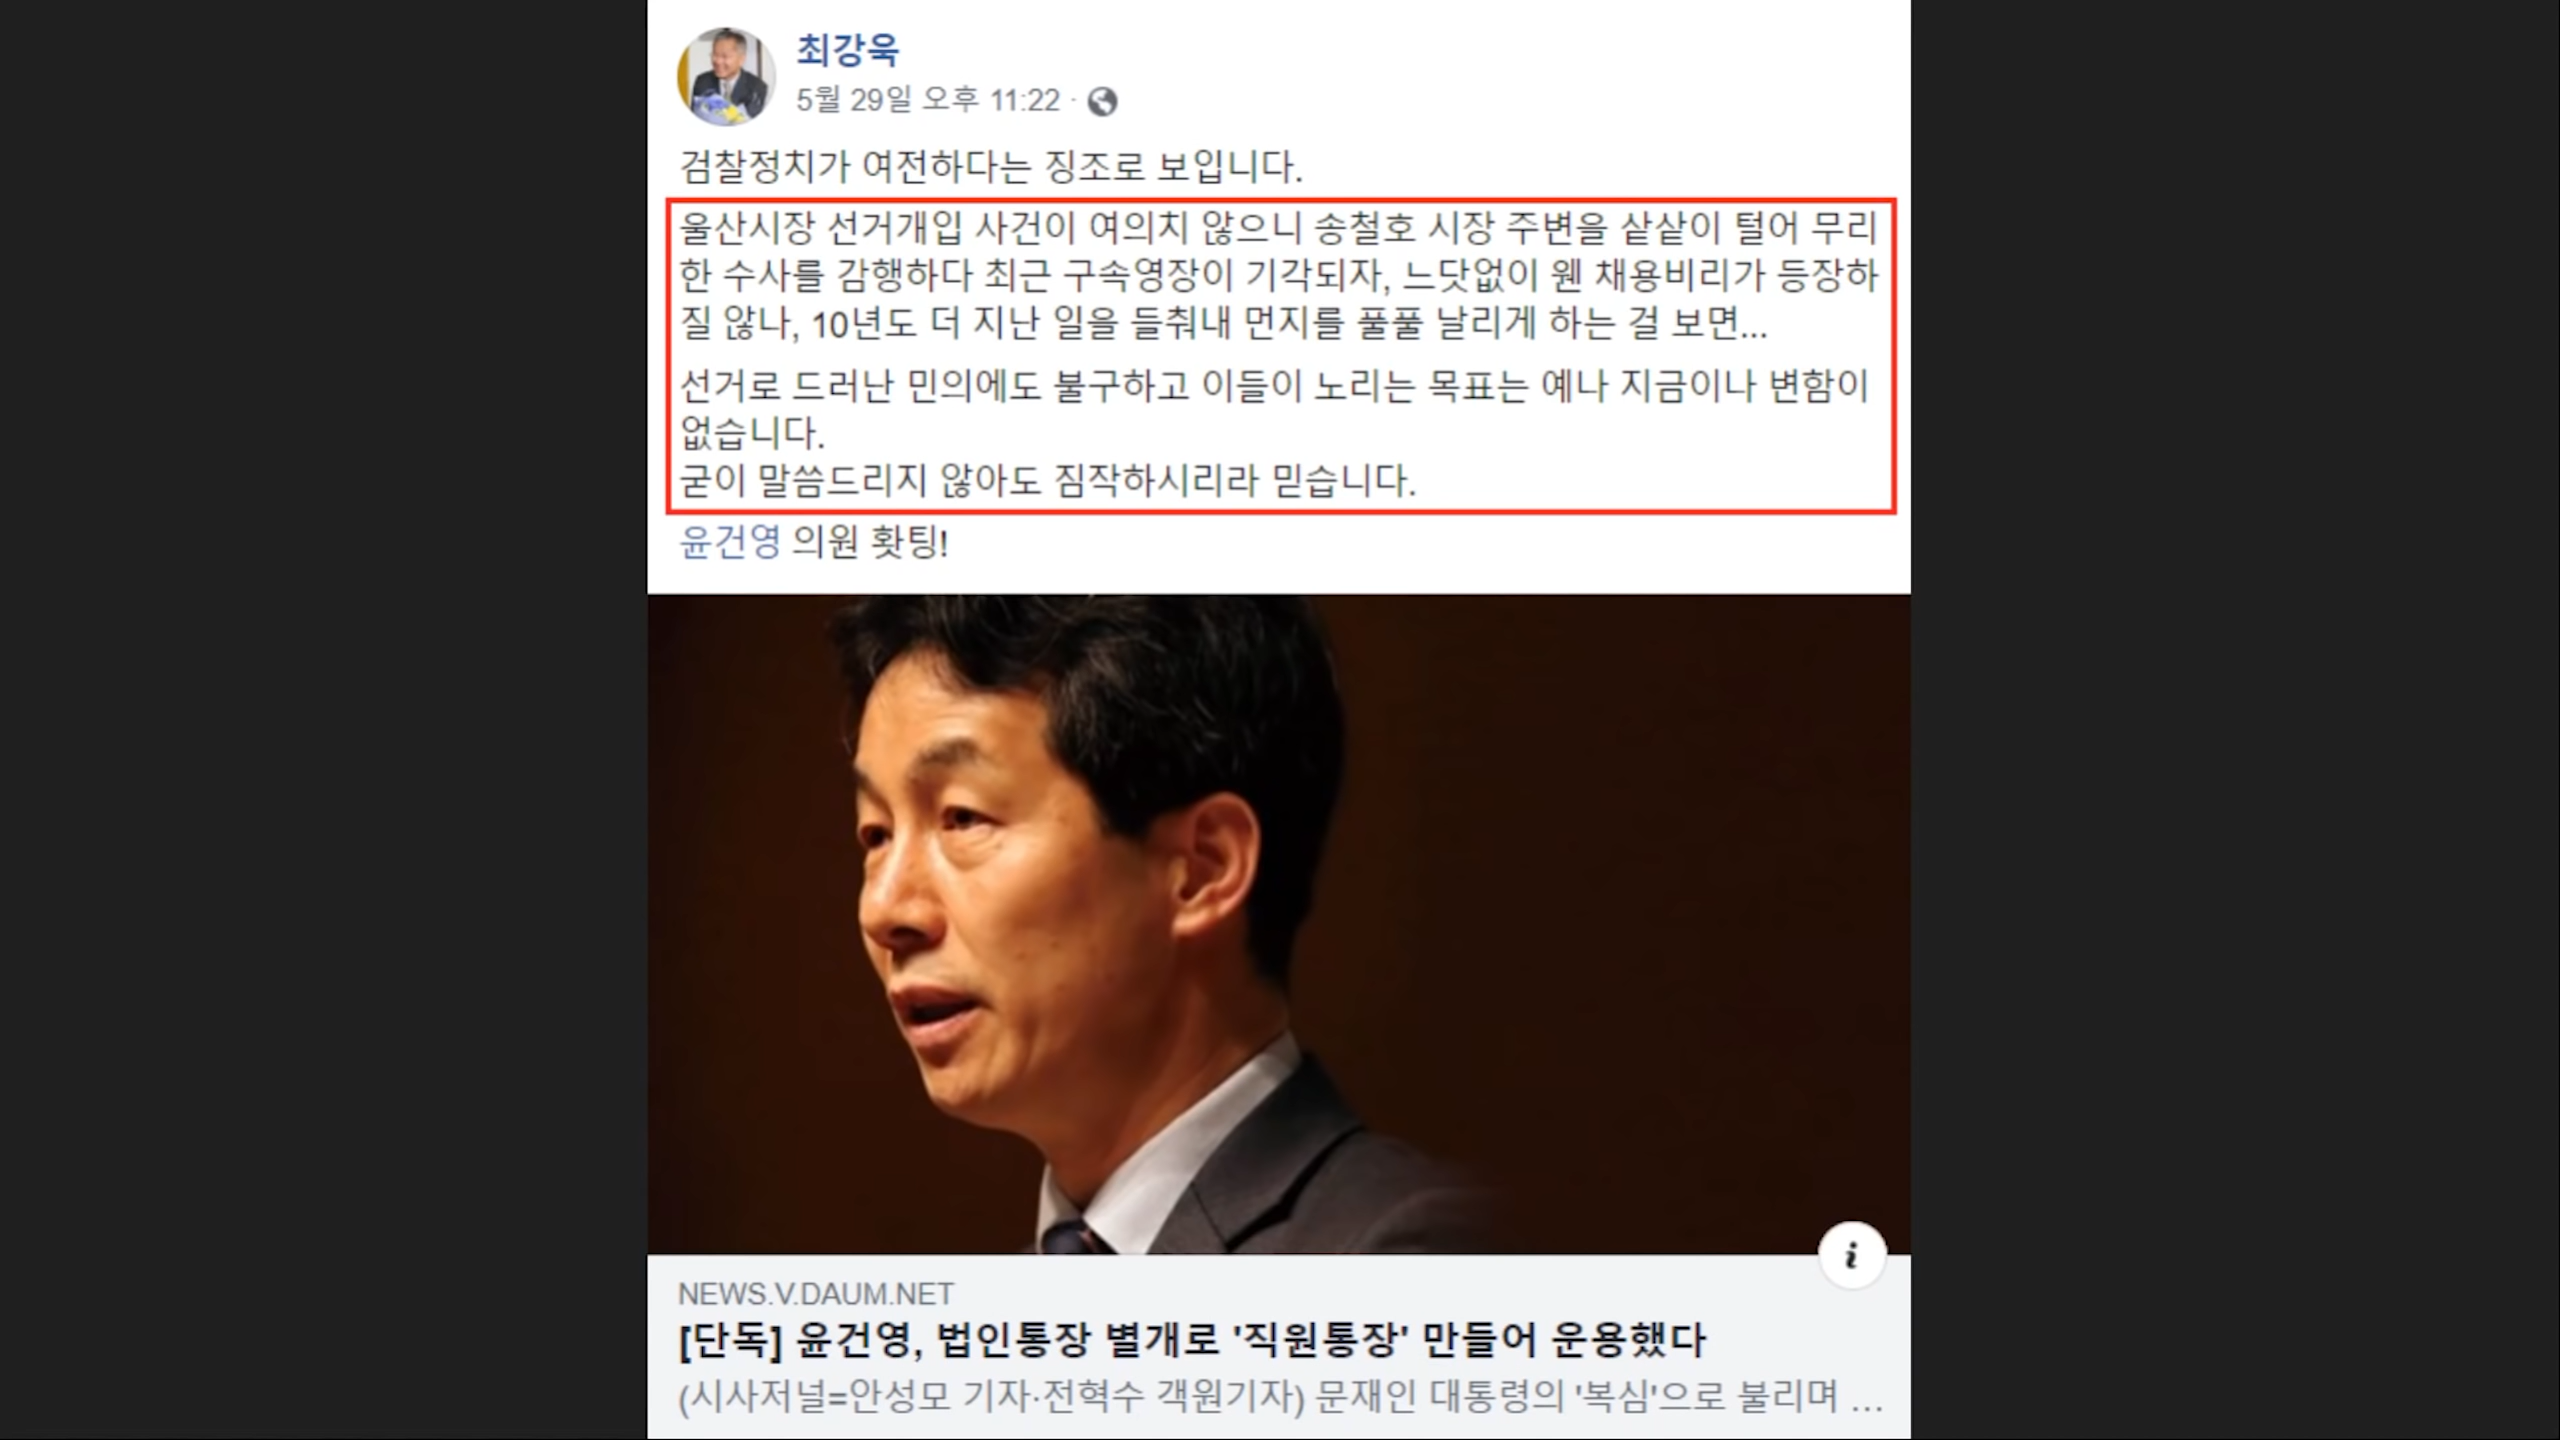 최강욱
5월 29일 오후 11:22 ·
검찰정치가 여전하다는 징조로 보입니다.
울산시장 선거개입 사건이 여의치 않으니 송철호 시장 주변을 샅샅이 털어 무리
한 수사를 감행하다 최근 구속영장이 기각되자, 느닷없이 웬 채용비리가 등장하
질 않나, 10년도 더 지난 일을 들춰내 먼지를 풀풀 날리게 하는 걸 보면...
선거로 드러난 민의에도 불구하고 이들이 노리는 목표는 예나 지금이나 변함이
없습니다.
굳이 말씀드리지 않아도 짐작하시리라 믿습니다.
윤건영 의원 홧팅!
i
NEWS.V.DAUM.NET
[단독] 윤건영, 법인통장 별개로 '직원통장' 만들어 운용했다
(시사저널=안성모 기자·전혁수 객원기자) 문재인 대통령의 '복심'으로 불리며 ...